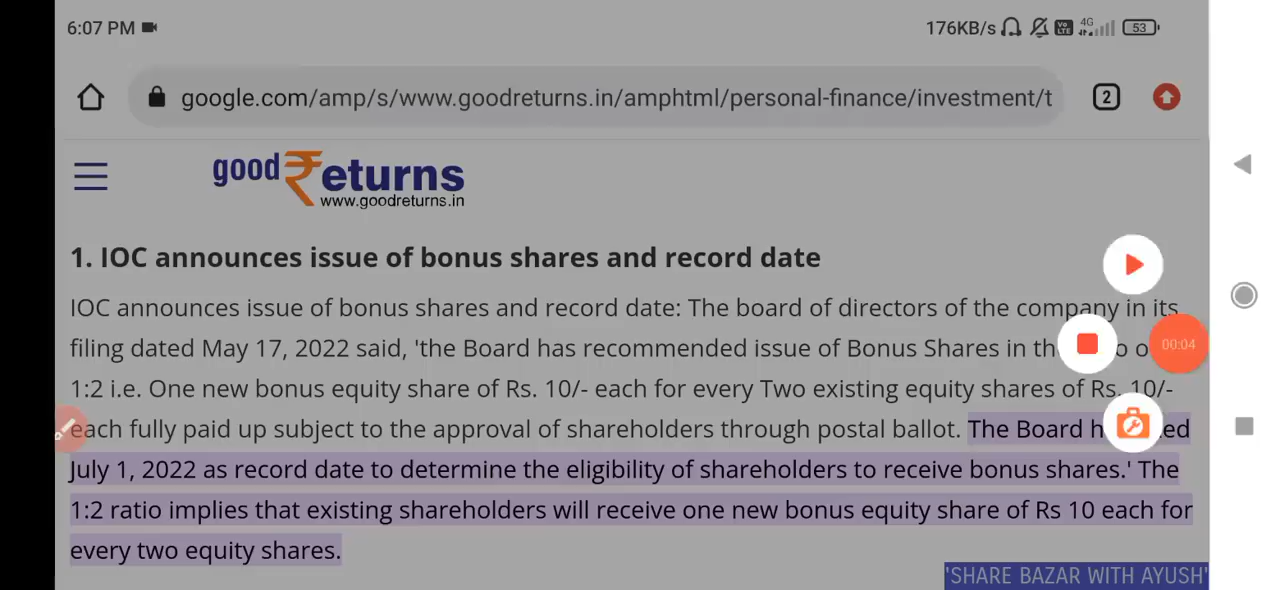 6:07 PM 176KB/s 4G 53
google.com/amp/s/www.goodreturns.in/amphtml/personal-finance/investment/t 2
good ₹eturns
www.goodreturns.in
1. IOC announces issue of bonus shares and record date
IOC announces issue of bonus shares and record date: The board of directors of the company in its
filing dated May 17, 2022 said, 'the Board has recommended issue of Bonus Shares in
1:2 i.e. One new bonus equity share of Rs. 10/- each for every Two existing equity shares of Rs. 10/-
each fully paid up subject to the approval of shareholders through postal ballot. The Board
July 1, 2022 as record date to determine the eligibility of shareholders to receive bonus shares.' The
1:2 ratio implies that existing shareholders will receive one new bonus equity share of Rs 10 each for
every two equity shares.
00:04
'SHARE BAZAR WITH AYUSH'